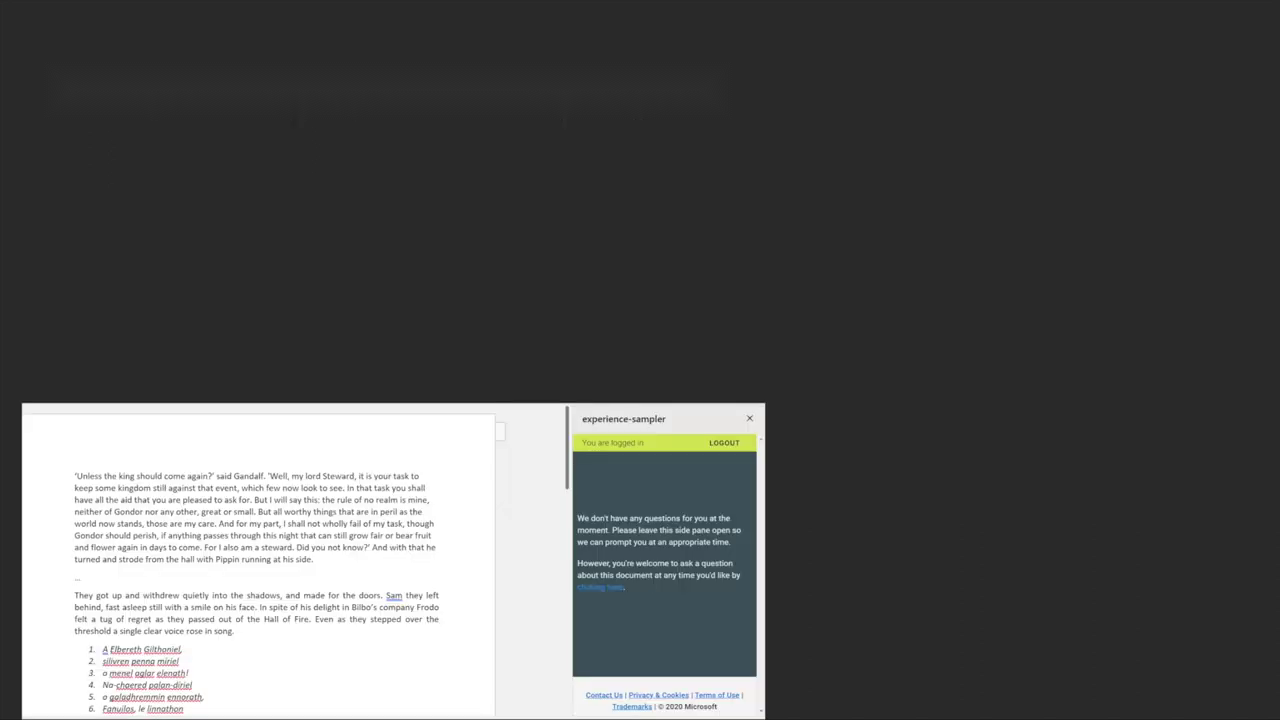 ‘Unless the king should come again?’ said Gandalf. ‘Well, my lord Steward, it is your task to
keep some kingdom still against that event, which few now look to see. In that task you shall
have all the aid that you are pleased to ask for. But I will say this: the rule of no realm is mine,
neither of Gondor nor any other, great or small. But all worthy things that are in peril as the
world now stands, those are my care. And for my part, I shall not wholly fail of my task, though
Gondor should perish, if anything passes through this night that can still grow fair or bear fruit
and flower again in days to come. For I also am a steward. Did you not know?’ And with that he
turned and strode from the hall with Pippin running at his side.
...
They got up and withdrew quietly into the shadows, and made for the doors. Sam they left
behind, fast asleep still with a smile on his face. In spite of his delight in Bilbo’s company Frodo
felt a tug of regret as they passed out of the Hall of Fire. Even as they stepped over the
threshold a single clear voice rose in song.
1. A Elbereth Gilthoniel,
2. silivren penna míriel
3. o menel aglar elenath!
4. Na-chaered palan-díriel
5. o galadhremmin ennorath,
6. Fanuilos, le linnathon
experience-sampler
You are logged in LOGOUT
We don't have any questions for you at the
moment. Please leave this side pane open so
we can prompt you at an appropriate time.
However, you're welcome to ask a question
about this document at any time you'd like by
clicking here.
Contact Us | Privacy & Cookies | Terms of Use |
Trademarks | © 2020 Microsoft